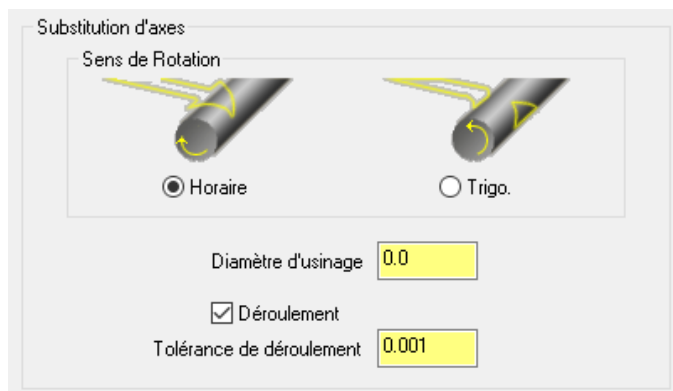 Substitution d'axes
Sens de Rotation
Horaire
Trigo.
Diamètre d'usinage 0.0
Déroulement
Tolérance de déroulement 0.001